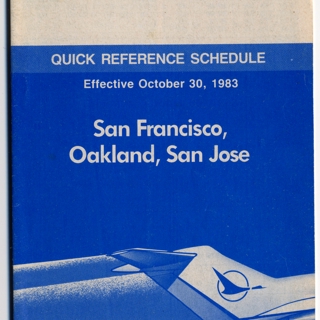 QUICK REFERENCE SCHEDULE
Effective October 30, 1983
San Francisco,
Oakland, San Jose